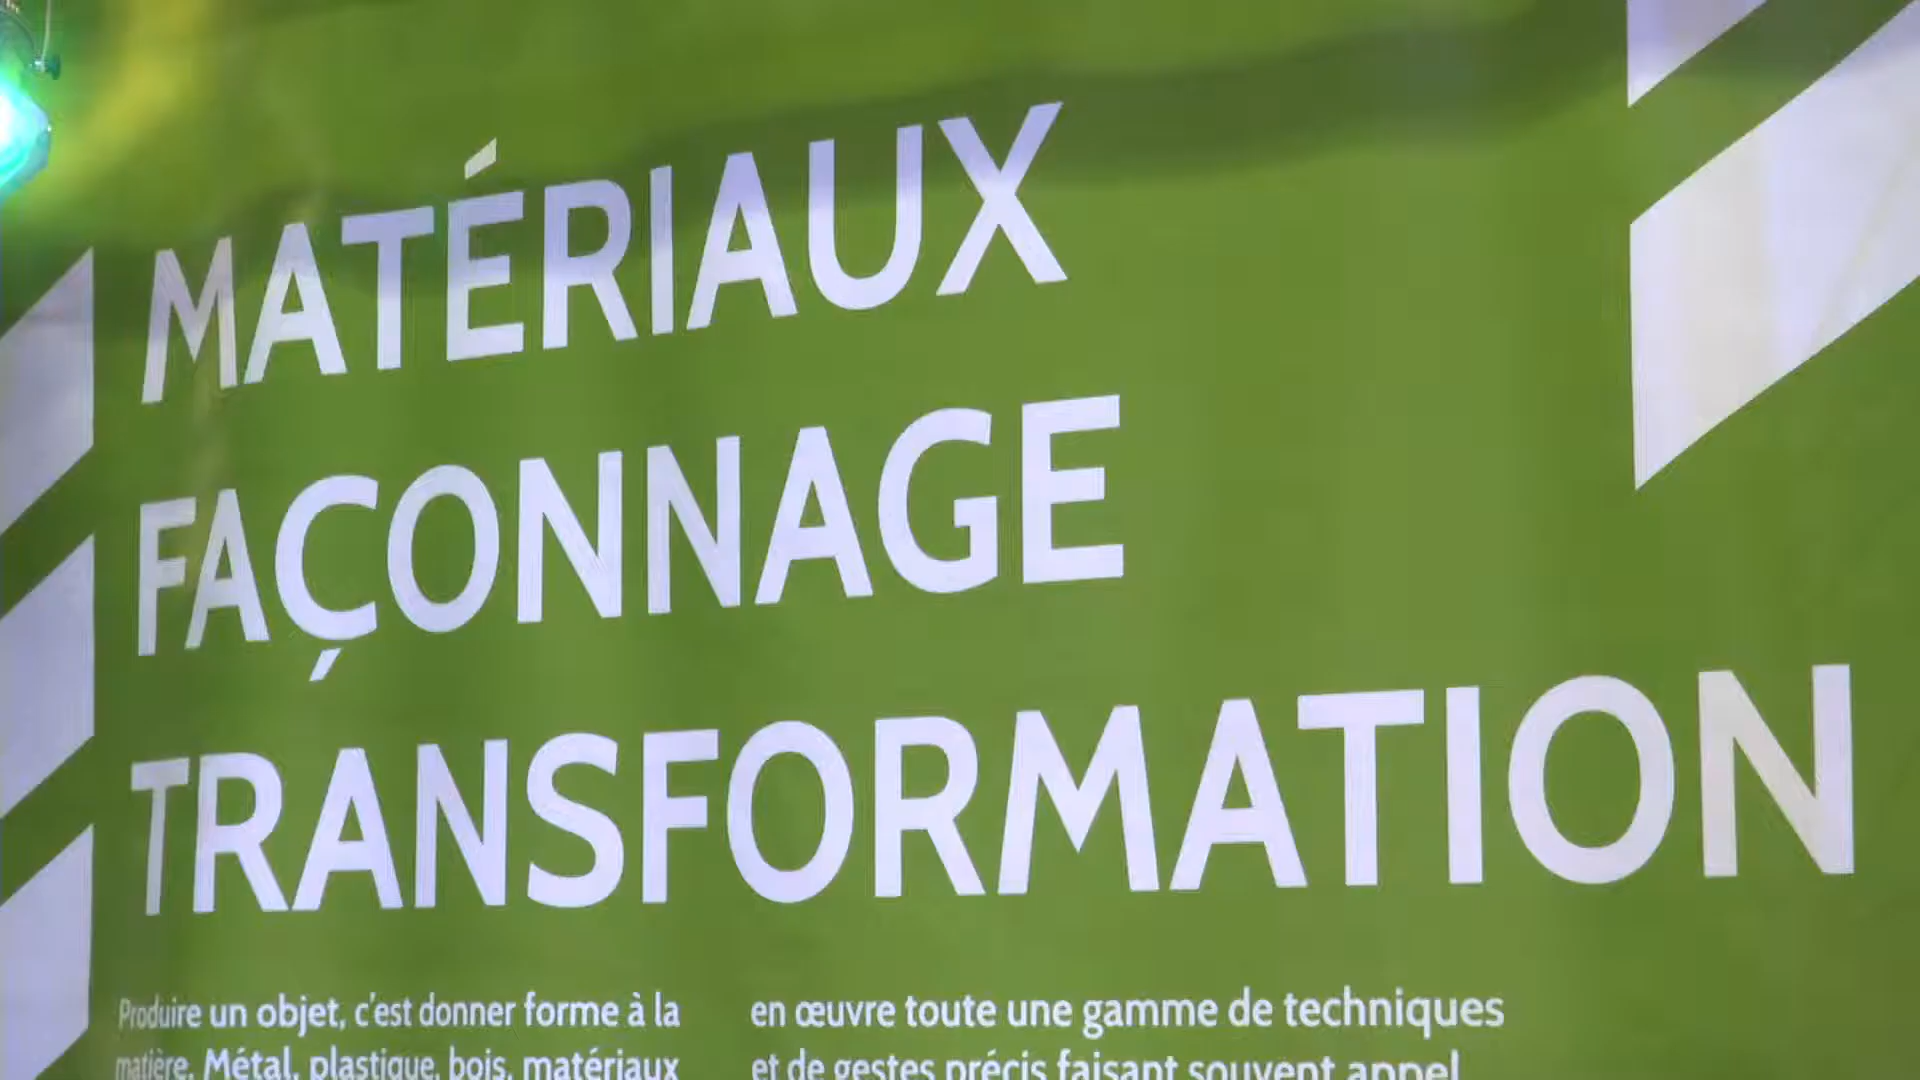 MATÉRIAUX
FAÇONNAGE
TRANSFORMATION
Produire un objet, c'est donner forme à la
matière. Métal, plastique, bois, matériaux
en œuvre toute une gamme de techniques
et de gestes précis faisant souvent appel